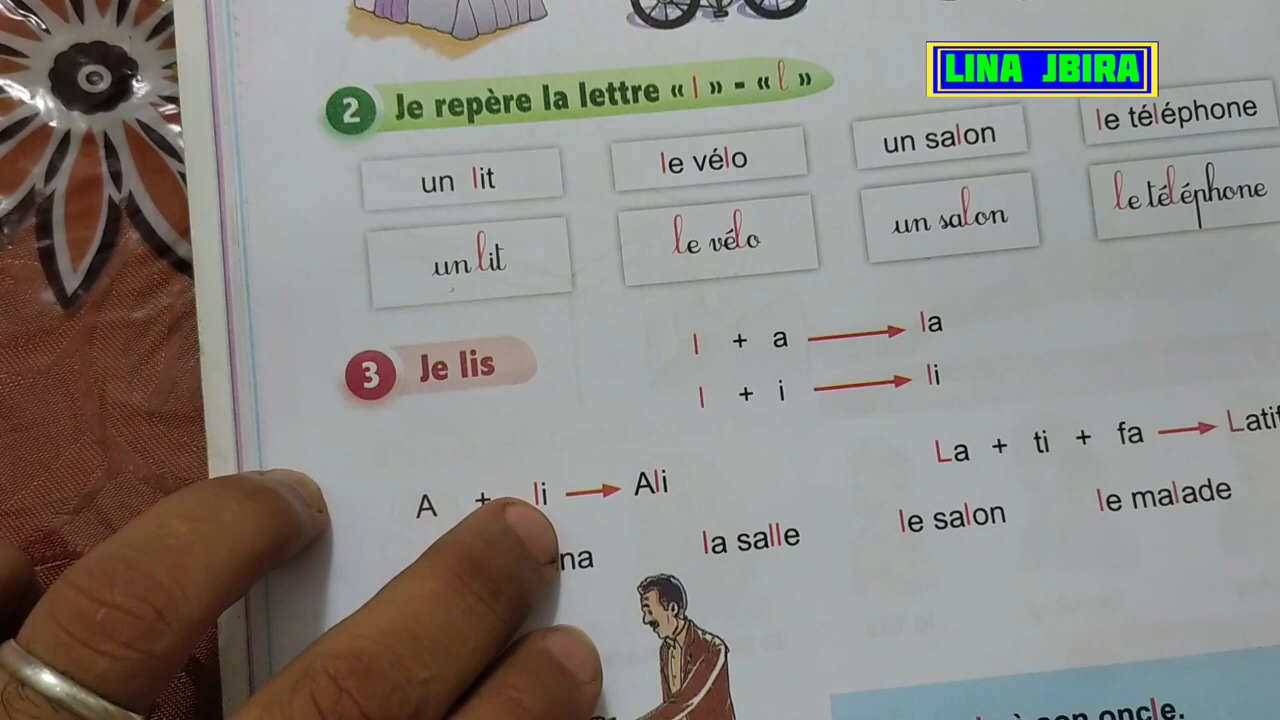 LINA JBIRA
2 Je repère la lettre « l » - « l »
un lit le vélo un salon le téléphone
un lit le vélo un salon le téléphone
l + a la
3 Je lis
l + i li
La + ti + fa
A + li Ali
na la salle le salon le malade
son oncle.